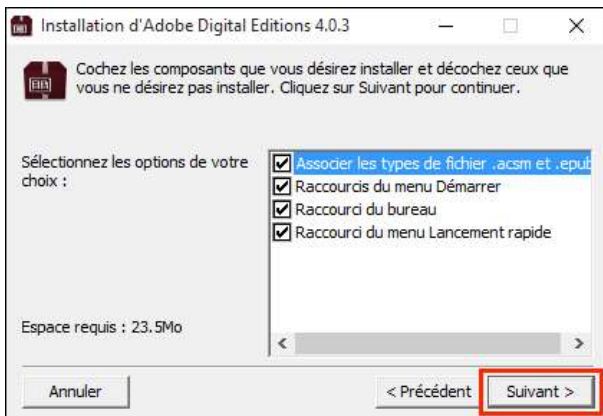 Installation d'Adobe Digital Editions 4.0.3
Cochez les composants que vous désirez installer et décochez ceux que
vous ne désirez pas installer. Cliquez sur Suivant pour continuer.
Sélectionnez les options de votre
choix :
Associer les types de fichier .acsm et .epub
Raccourcis du menu Démarrer
Raccourci du bureau
Raccourci du menu Lancement rapide
Espace requis : 23.5Mo
Annuler
< Précédent
Suivant >